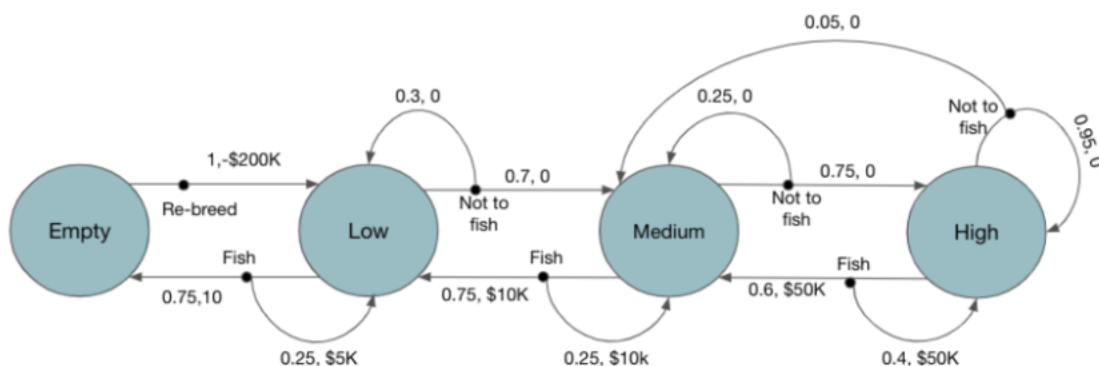 0.05, 0
0.3, 0
0.25, 0
Not to
fish
0.95, 0
1,-$200K
0.7, 0
0.75, 0
Re-breed
Not to
fish
Not to
fish
Empty
Low
Medium
High
Fish
Fish
Fish
0.75,10
0.75, $10K
0.6, $50K
0.25, $5K
0.25, $10k
0.4, $50K